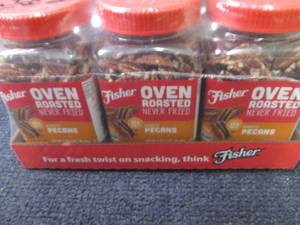 Fisher
OVEN
ROASTED
NEVER FRIED
PECANS
Fisher
OVEN
ROASTED
NEVER FRIED
PECANS
Fisher
OVEN
ROASTED
NEVER FRIED
PECANS
For a fresh twist on snacking, think Fisher